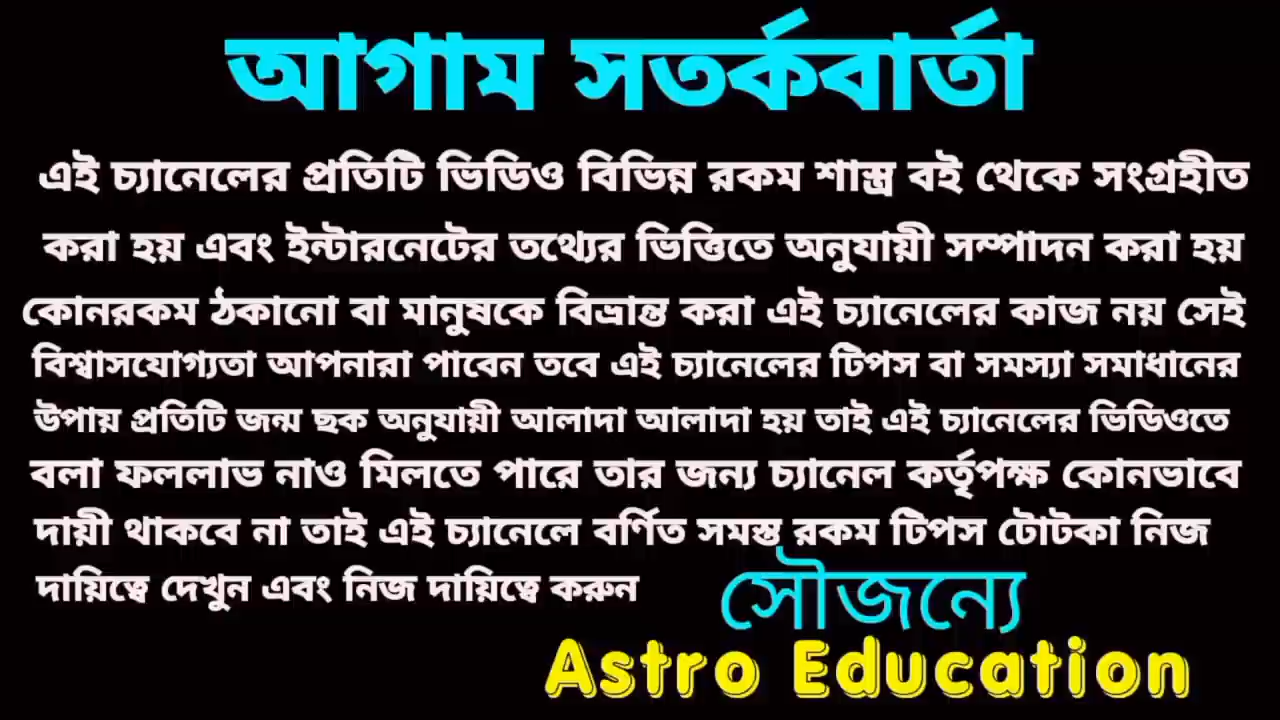 আগাম সতর্কবার্তা
এই চ্যানেলের প্রতিটি ভিডিও বিভিন্ন রকম শাস্ত্র বই থেকে সংগ্রহীত
করা হয় এবং ইন্টারনেটের তথ্যের ভিত্তিতে অনুযায়ী সম্পাদন করা হয়
কোনরকম ঠকানো বা মানুষকে বিভ্রান্ত করা এই চ্যানেলের কাজ নয় সেই
বিশ্বাসযোগ্যতা আপনারা পাবেন তবে এই চ্যানেলের টিপস বা সমস্যা সমাধানের
উপায় প্রতিটি জন্ম ছক অনুযায়ী আলাদা আলাদা হয় তাই এই চ্যানেলের ভিডিওতে
বলা ফললাভ নাও মিলতে পারে তার জন্য চ্যানেল কর্তৃপক্ষ কোনভাবে
দায়ী থাকবে না তাই এই চ্যানেলে বর্ণিত সমস্ত রকম টিপস টোটকা নিজ
দায়িত্বে দেখুন এবং নিজ দায়িত্বে করুন
সৌজন্যে
Astro Education